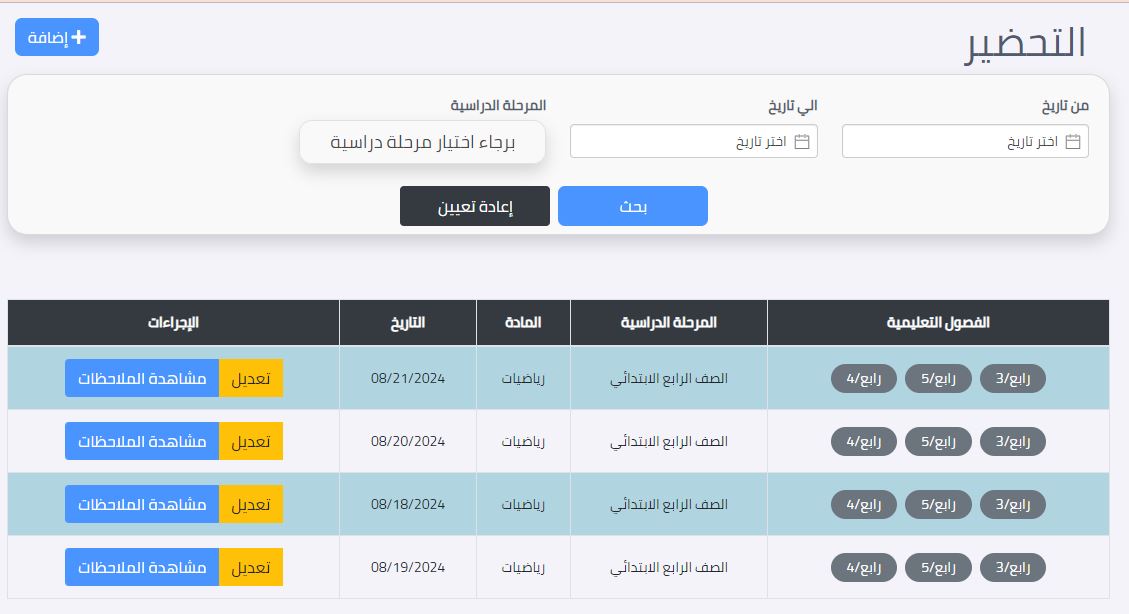 التحضير
إضافة
من تاريخ الي تاريخ المرحلة الدراسية
اختر تاريخ اختر تاريخ برجاء اختيار مرحلة دراسية
بحث إعادة تعيين
الفصول التعليمية المرحلة الدراسية المادة التاريخ الإجراءات
رابع/3 رابع/5 رابع/4 الصف الرابع الابتدائي رياضيات 08/21/2024 تعديل مشاهدة الملاحظات
رابع/3 رابع/5 رابع/4 الصف الرابع الابتدائي رياضيات 08/20/2024 تعديل مشاهدة الملاحظات
رابع/3 رابع/5 رابع/4 الصف الرابع الابتدائي رياضيات 08/18/2024 تعديل مشاهدة الملاحظات
رابع/3 رابع/5 رابع/4 الصف الرابع الابتدائي رياضيات 08/19/2024 تعديل مشاهدة الملاحظات